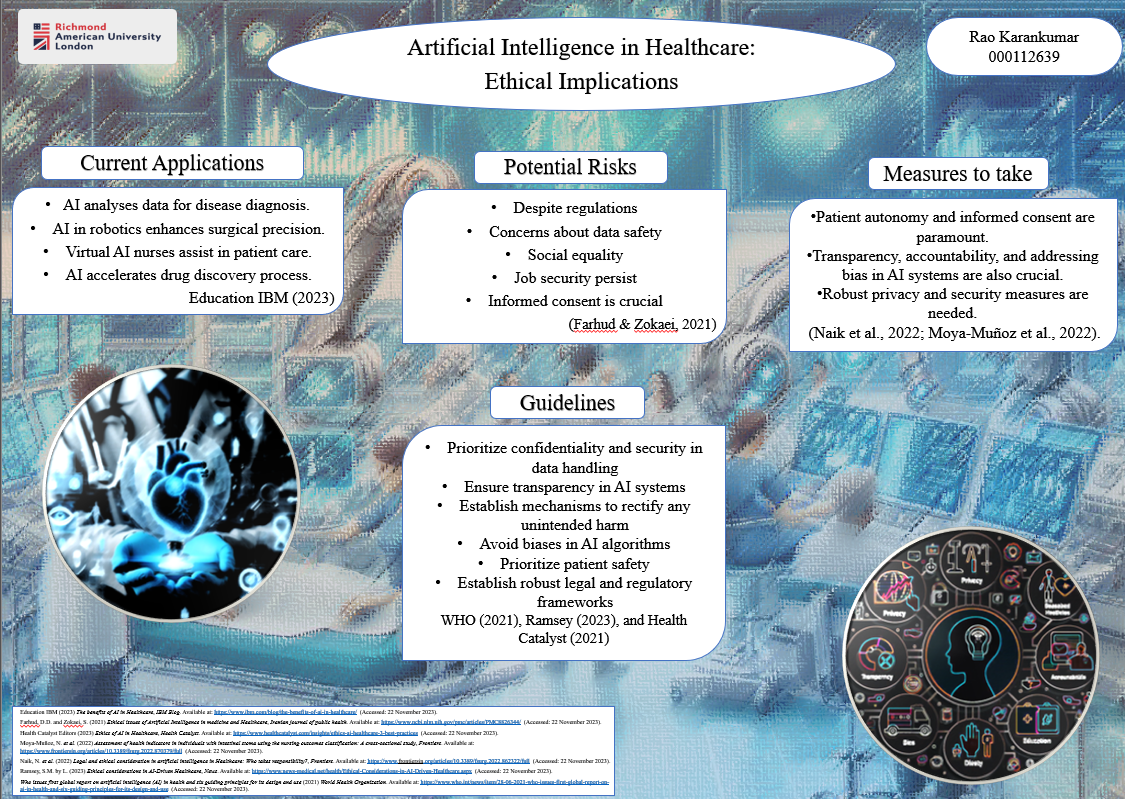 Richmond
American University
London
Artificial Intelligence in Healthcare:
Ethical Implications
Rao Karankumar
000112639
Current Applications
• AI analyses data for disease diagnosis.
• AI in robotics enhances surgical precision.
• Virtual AI nurses assist in patient care.
• AI accelerates drug discovery process.
Education IBM (2023)
Potential Risks
• Despite regulations
• Concerns about data safety
• Social equality
• Job security persist
• Informed consent is crucial
(Farhud & Zokaei, 2021)
Measures to take
•Patient autonomy and informed consent are
paramount.
•Transparency, accountability, and addressing
bias in AI systems are also crucial.
•Robust privacy and security measures are
needed.
(Naik et al., 2022; Moya-Muñoz et al., 2022).
Guidelines
• Prioritize confidentiality and security in
data handling
• Ensure transparency in AI systems
• Establish mechanisms to rectify any
unintended harm
• Avoid biases in AI algorithms
• Prioritize patient safety
• Establish robust legal and regulatory
frameworks
WHO (2021), Ramsey (2023), and Health
Catalyst (2021)
Privacy
Privacy
Transparency
Bies
Education
Education IBM (2023) The benefits of AI in Healthcare, IBM Blog. Available at: https://www.ibm.com/blog/the-benefits-of-ai-in-healthcare/ (Accessed: 22 November 2023).
Farhud, D.D. and Zokaei, S. (2021) Ethical issues of Artificial Intelligence in medicine and Healthcare, Iranian journal of public health. Available at: https://www.ncbi.nlm.nih.gov/pmc/articles/PMC8826344/ (Accessed: 22 November 2023).
Health Catalyst Editors (2023) Ethics of AI in Healthcare, Health Catalyst. Available at: https://www.healthcatalyst.com/insights/ethics-ai-healthcare-3-best-practices (Accessed: 22 November 2023).
Moya-Muñoz, N. et al. (2022) Assessment of health indicators in individuals with intestinal stoma using the nursing outcomes classification: A cross-sectional study, Frontiers. Available at:
(Accessed: 22 November 2023).
Naik, N. et al. (2022) Legal and ethical consideration in artificial intelligence in Healthcare: Who takes responsibility?, Frontiers. Available at: https://www.frontiersin.org/articles/10.3389/fsurg.2022.862322/full (Accessed: 22 November 2023).
Ramsey, S.M. by L. (2023) Ethical considerations in AI-Driven Healthcare, News. Available at: https://www.news-medical.net/health/Ethical-Considerations-in-AI-Driven-Healthcare.aspx (Accessed: 22 November 2023).
Who issues first global report on artificial intelligence (ai) in health and six guiding principles for its design and use (2021) World Health Organization. Available at: https://www.who.int/news/item/28-06-2021-who-issues-first-global-report-on-
ai-in-health-and-six-guiding-principles-for-its-design-and-use (Accessed: 22 November 2023).